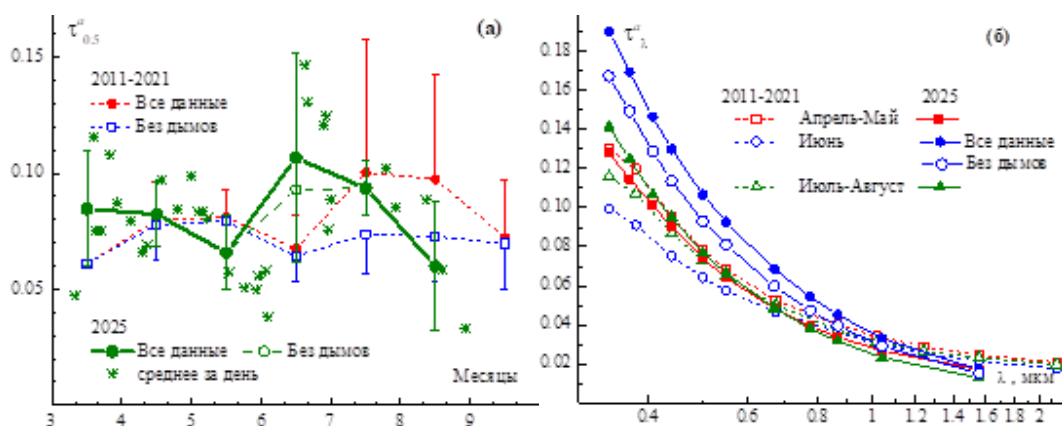 τᵃ₀.₅
(а)
0.15
2011-2021
Все данные
Без дымов
0.10
0.05
2025
Все данные
Без дымов
среднее за день
Месяцы
3 4 5 6 7 8 9
τᵃλ
(б)
0.18
0.16
2011-2021 2025
0.14
Апрель-Май
Июнь
Все данные
0.12
Без дымов
Июль-Август
0.10
0.08
0.06
0.04
0.02
λ, мкм
0.4 0.6 0.8 1 1.2 1.4 1.6 1.8 2